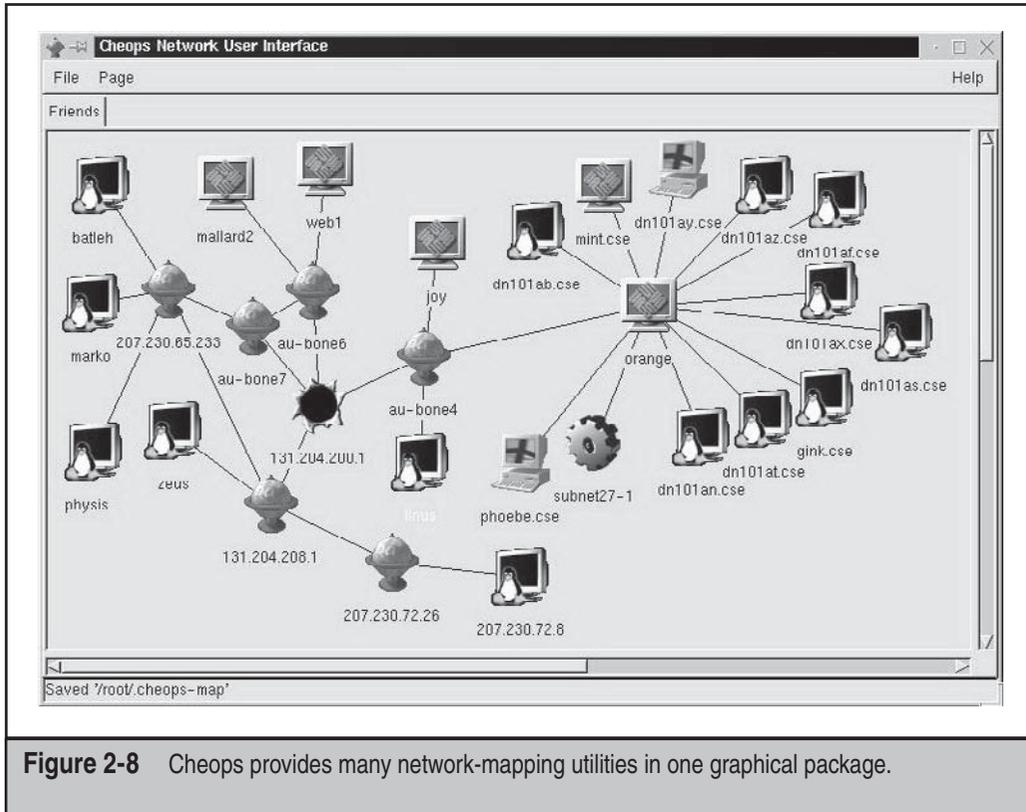 Cheops Network User Interface
File Page Help
Friends
batleh
mallard2
web1
joy
dn101ab.cse
mint.cse
dn101ay.cse
dn101az.cse
dn101af.cse
marko
207.230.65.233
au-bone6
au-bone7
orange
dn101ax.cse
dn101as.cse
au-bone4
physis
zeus
131.204.200.1
linus
phoebe.cse
subnet27-1
dn101an.cse
dn101at.cse
gink.cse
131.204.208.1
207.230.72.26
207.230.72.8
Saved '/root/.cheops-map'
Figure 2-8 Cheops provides many network-mapping utilities in one graphical package.